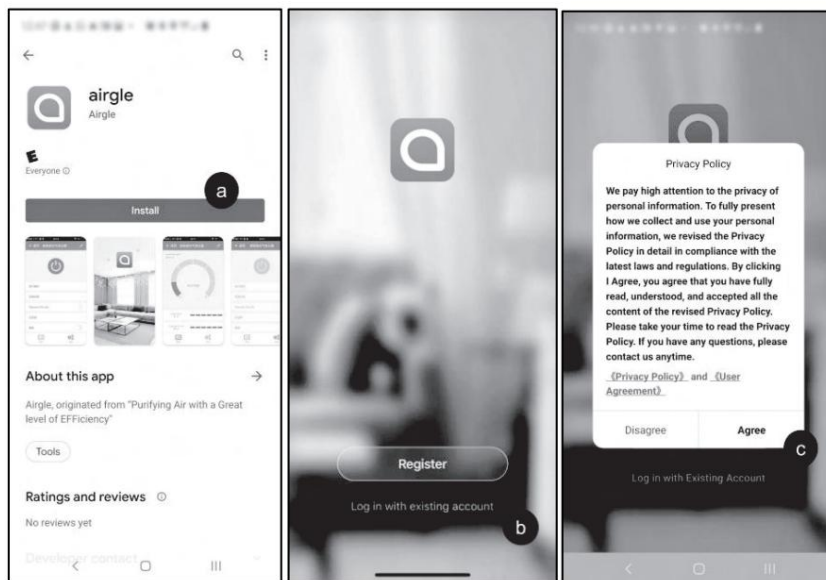 airgle
Airgle
E
Everyone
a
Install
About this app
Airgle, originated from "Purifying Air with a Great
level of EFFiciency"
Tools
Ratings and reviews
No reviews yet
Developer contact
Register
Log in with existing account
b
Privacy Policy
We pay high attention to the privacy of
personal information. To fully present
how we collect and use your personal
information, we revised the Privacy
Policy in detail in compliance with the
latest laws and regulations. By clicking
I Agree, you agree that you have fully
read, understood, and accepted all the
content of the revised Privacy Policy.
Please take your time to read the Privacy
Policy. If you have any questions, please
contact us anytime.
《Privacy Policy》 and 《User
Agreement》
Disagree
Agree
c
Log in with Existing Account